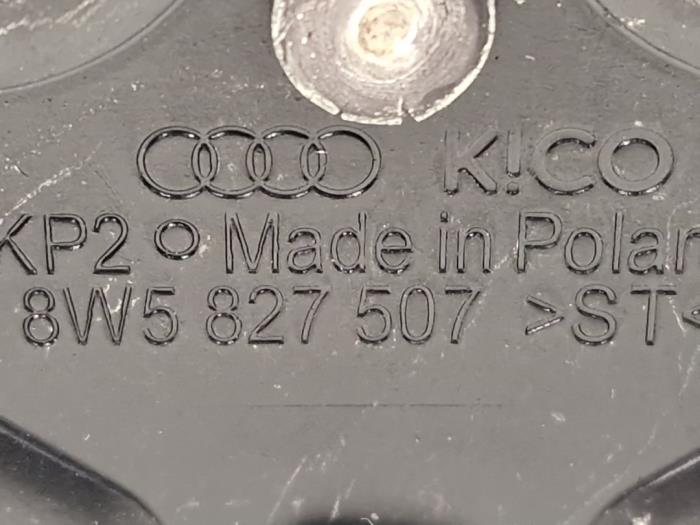 K!CO
KP2 Made in Polan
8W5 827 507 >ST<